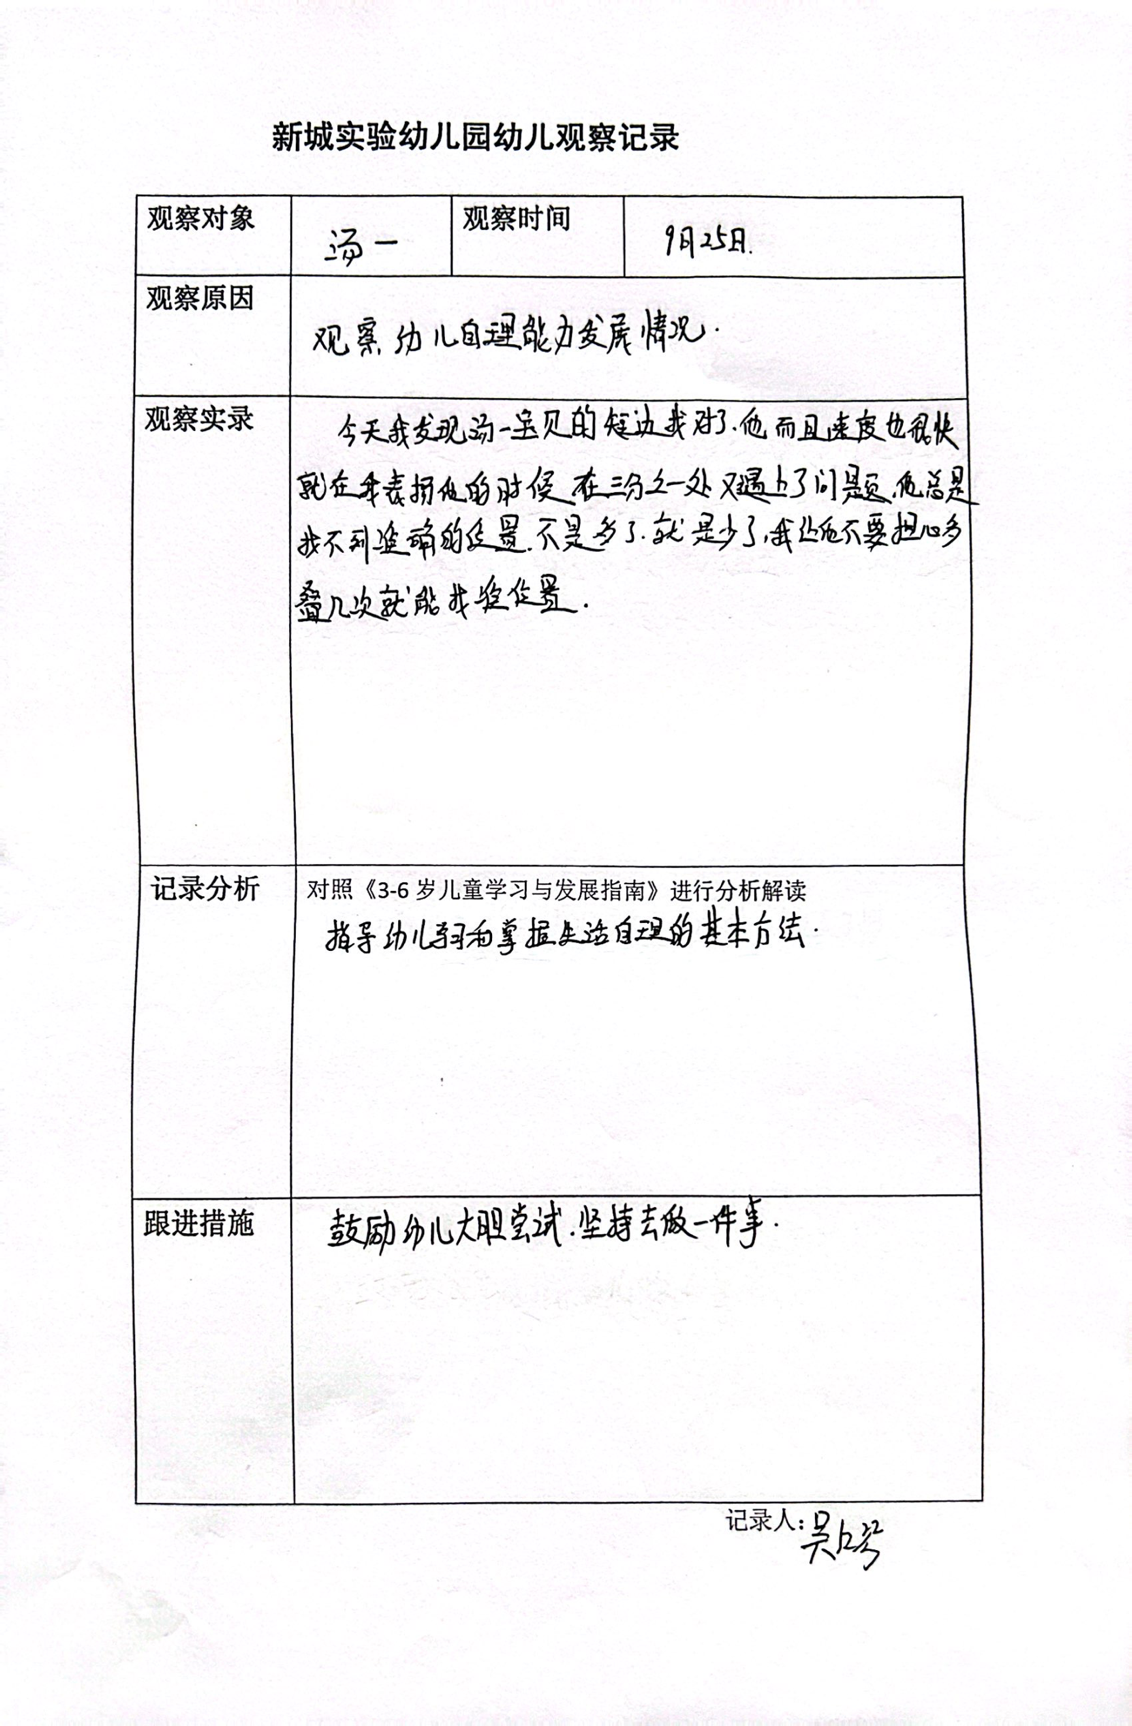 新城实验幼儿园幼儿观察记录
观察对象 汤一 观察时间 9月25日.
观察原因 观察幼儿自理能力发展情况.
观察实录 今天我发现汤一宝贝的短边找对了.他而且速度也很快
就在我表扬他的时候,在三分之一处又遇上了问题,他总是
找不到准确的位置.不是多了.就是少了,我让他不要担心多
叠几次就能找准位置.
记录分析 对照《3-6 岁儿童学习与发展指南》进行分析解读
指导幼儿学习和掌握生活自理的基本方法.
跟进措施 鼓励幼儿大胆尝试.坚持去做一件事.
记录人: 吴